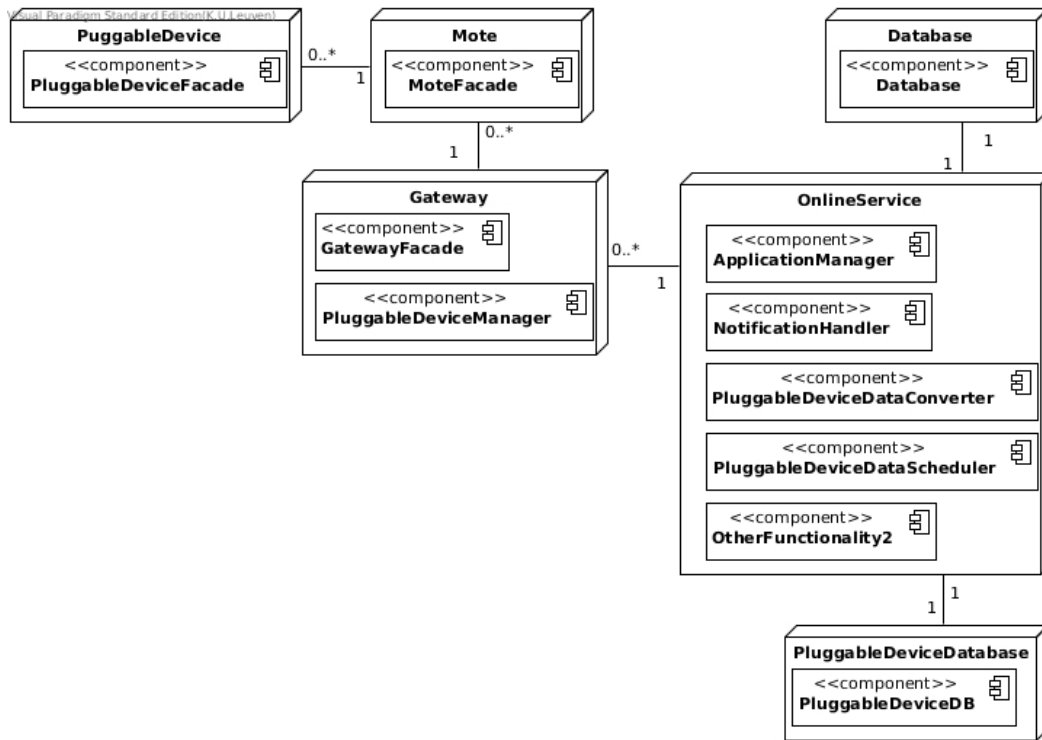 Visual Paradigm Standard Edition(K.U.Leuven)
PuggableDevice
<<component>>
PluggableDeviceFacade
0..*
1
Mote
<<component>>
MoteFacade
Database
<<component>>
Database
0..*
1
1
1
Gateway
<<component>>
GatewayFacade
<<component>>
PluggableDeviceManager
0..*
1
OnlineService
<<component>>
ApplicationManager
<<component>>
NotificationHandler
<<component>>
PluggableDeviceDataConverter
<<component>>
PluggableDeviceDataScheduler
<<component>>
OtherFunctionality2
1
1
PluggableDeviceDatabase
<<component>>
PluggableDeviceDB